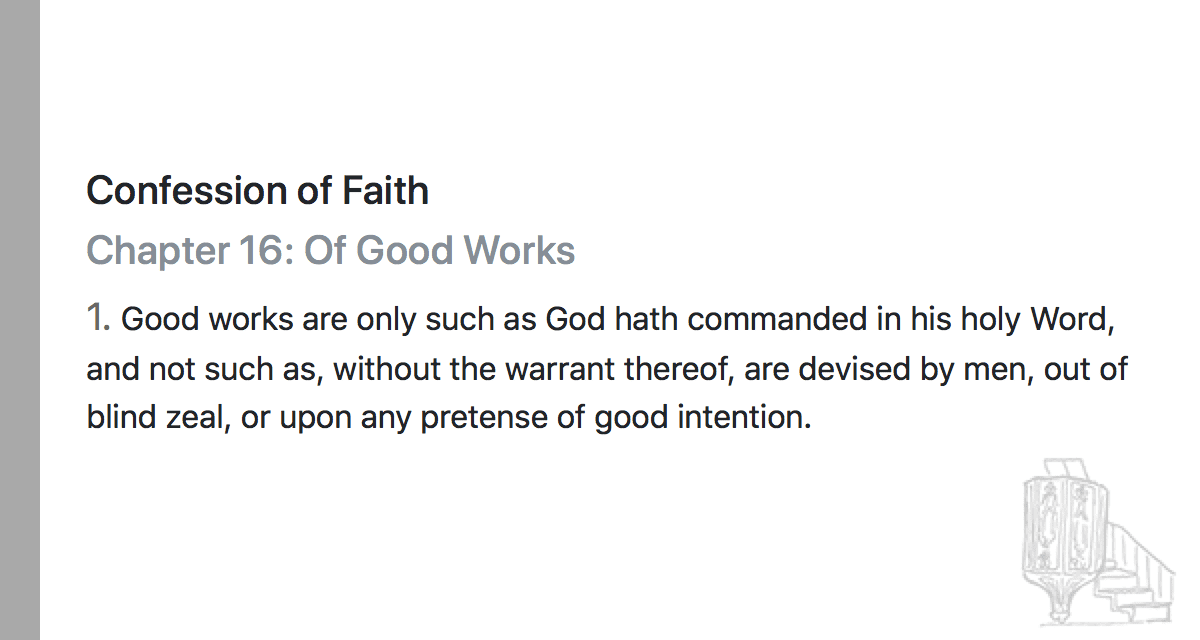 Confession of Faith
Chapter 16: Of Good Works
1. Good works are only such as God hath commanded in his holy Word,
and not such as, without the warrant thereof, are devised by men, out of
blind zeal, or upon any pretense of good intention.